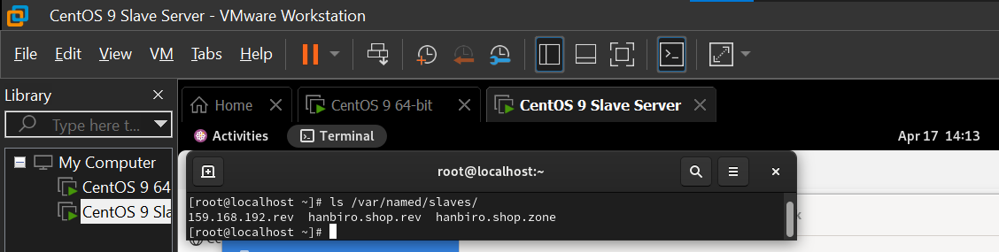 CentOS 9 Slave Server - VMware Workstation
File Edit View VM Tabs Help
Library
Type here t...
Home
CentOS 9 64-bit
CentOS 9 Slave Server
Activities
Terminal
Apr 17 14:13
My Computer
CentOS 9 64
CentOS 9 Sla
root@localhost:~
[root@localhost ~]# ls /var/named/slaves/
159.168.192.rev hanbiro.shop.rev hanbiro.shop.zone
[root@localhost ~]#